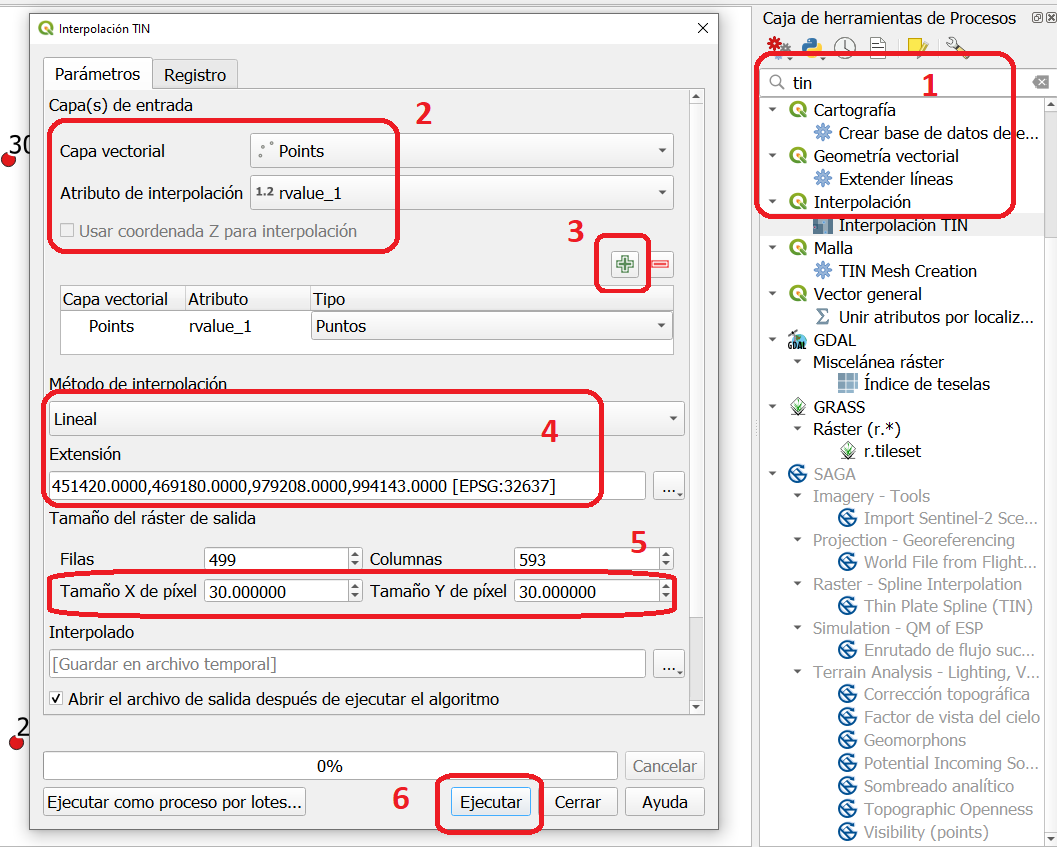 Interpolación TIN
Parámetros
Registro
Capa(s) de entrada
2
Capa vectorial
Points
Atributo de interpolación
1.2 rvalue_1
Usar coordenada Z para interpolación
3
Capa vectorial Atributo Tipo
Points rvalue_1 Puntos
Método de interpolación
Lineal
4
Extensión
451420.0000,469180.0000,979208.0000,994143.0000 [EPSG:32637]
...
Tamaño del ráster de salida
5
Filas 499 Columnas 593
Tamaño X de píxel 30.000000 Tamaño Y de píxel 30.000000
Interpolado
[Guardar en archivo temporal]
...
Abrir el archivo de salida después de ejecutar el algoritmo
0%
Cancelar
6
Ejecutar como proceso por lotes...
Ejecutar
Cerrar
Ayuda
30
2
Caja de herramientas de Procesos
tin
1
Cartografía
Crear base de datos de e...
Geometría vectorial
Extender líneas
Interpolación
Interpolación TIN
Malla
TIN Mesh Creation
Vector general
Σ Unir atributos por localiz...
GDAL GDAL
Miscelánea ráster
Índice de teselas
GRASS
Ráster (r.*)
r.tileset
SAGA
Imagery - Tools
Import Sentinel-2 Sce...
Projection - Georeferencing
World File from Flight...
Raster - Spline Interpolation
Thin Plate Spline (TIN)
Simulation - QM of ESP
Enrutado de flujo suc...
Terrain Analysis - Lighting, V...
Corrección topográfica
Factor de vista del cielo
Geomorphons
Potential Incoming So...
Sombreado analítico
Topographic Openness
Visibility (points)